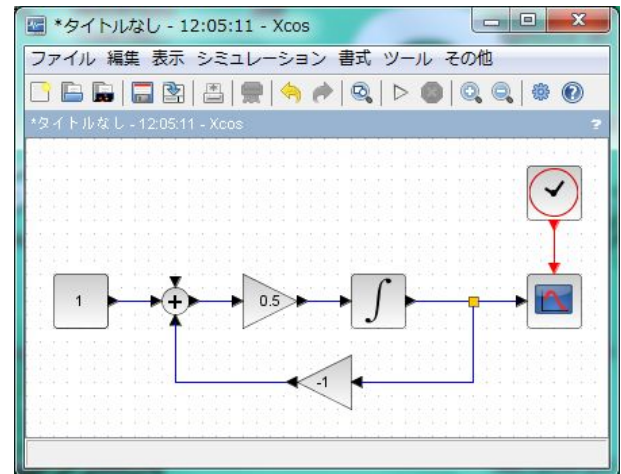 *タイトルなし - 12:05:11 - Xcos
ファイル 編集 表示 シミュレーション 書式 ツール その他
*タイトルなし - 12:05:11 - Xcos ?
1 + 0.5 ∫
-1